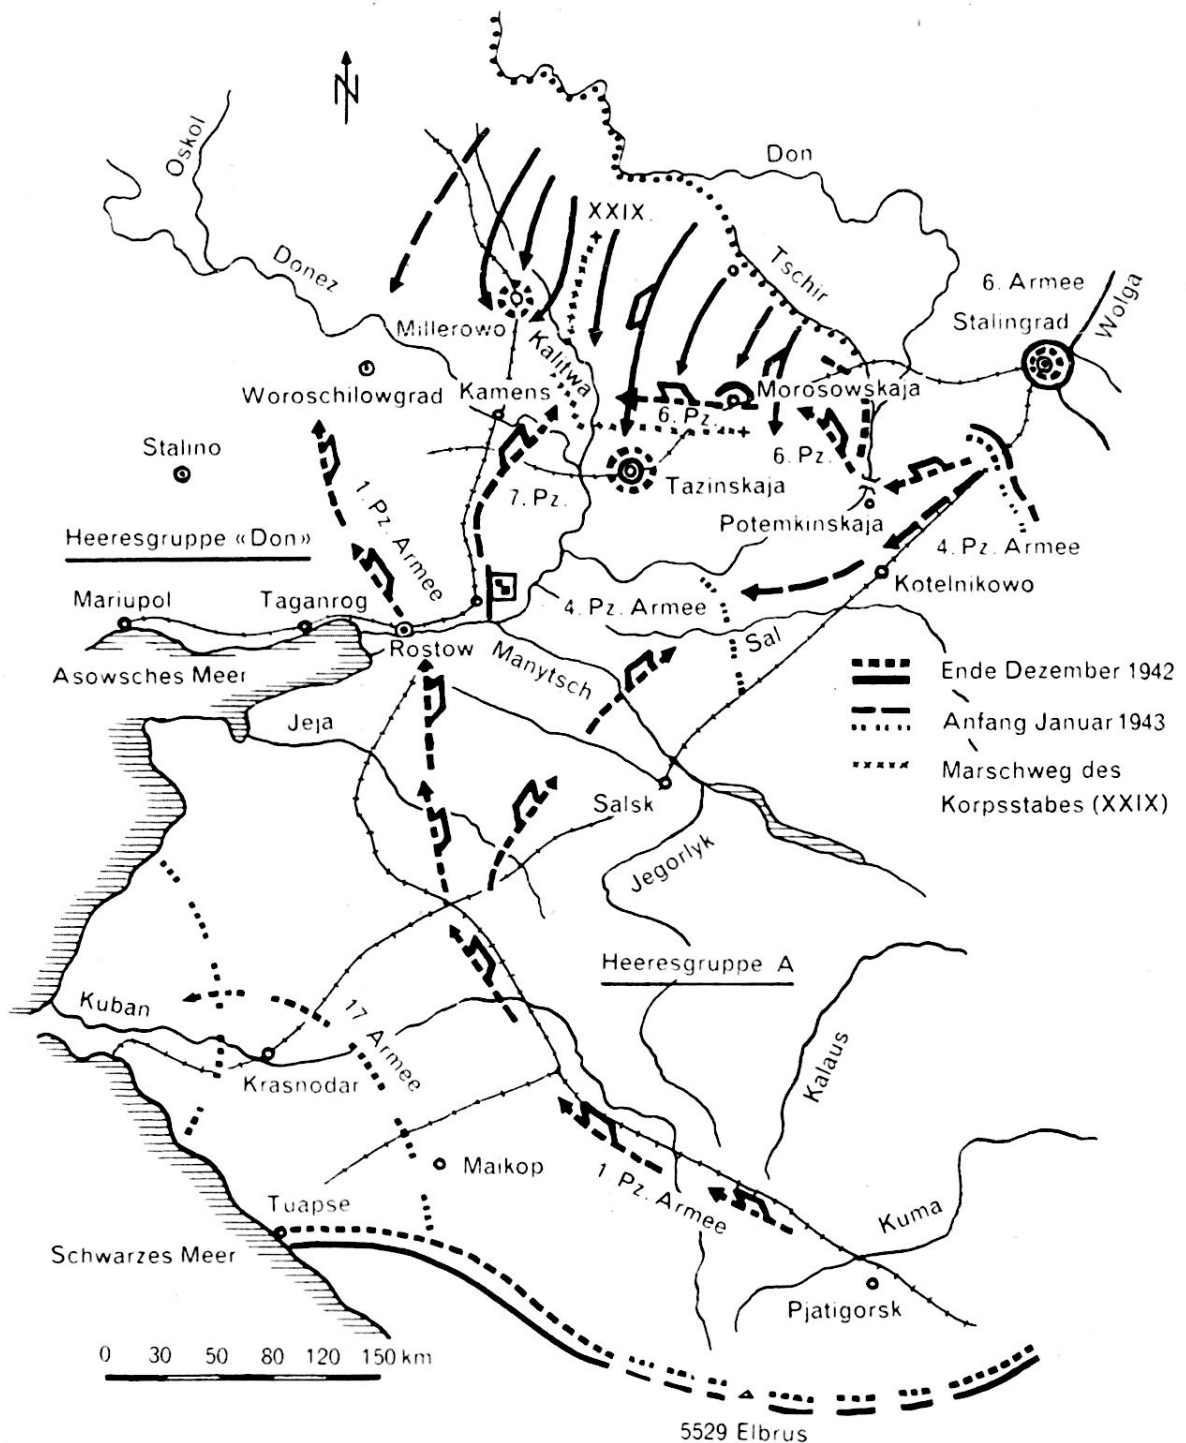 N
Oskol
Don
XXIX.
Donez
Tschir
6. Armee
Stalingrad
Wolga
Millerowo
Kalitwa
Woroschilowgrad
Kamens
Morosowskaja
6. Pz.
6. Pz.
Stalino
Tazinskaja
7. Pz.
1. Pz. Armee
Potemkinskaja
Heeresgruppe «Don»
4. Pz. Armee
Kotelnikowo
Mariupol
Taganrog
4. Pz. Armee
Sal
Rostow
Manytsch
Asowsches Meer
Ende Dezember 1942
Jeja
Anfang Januar 1943
Marschweg des
Korpsstabes (XXIX)
Salsk
Jegorlyk
Heeresgruppe A
Kuban
17 Armee
Kalaus
Krasnodar
Maikop
1. Pz. Armee
Tuapse
Kuma
Schwarzes Meer
Pjatigorsk
0 30 50 80 120 150 km
5529 Elbrus